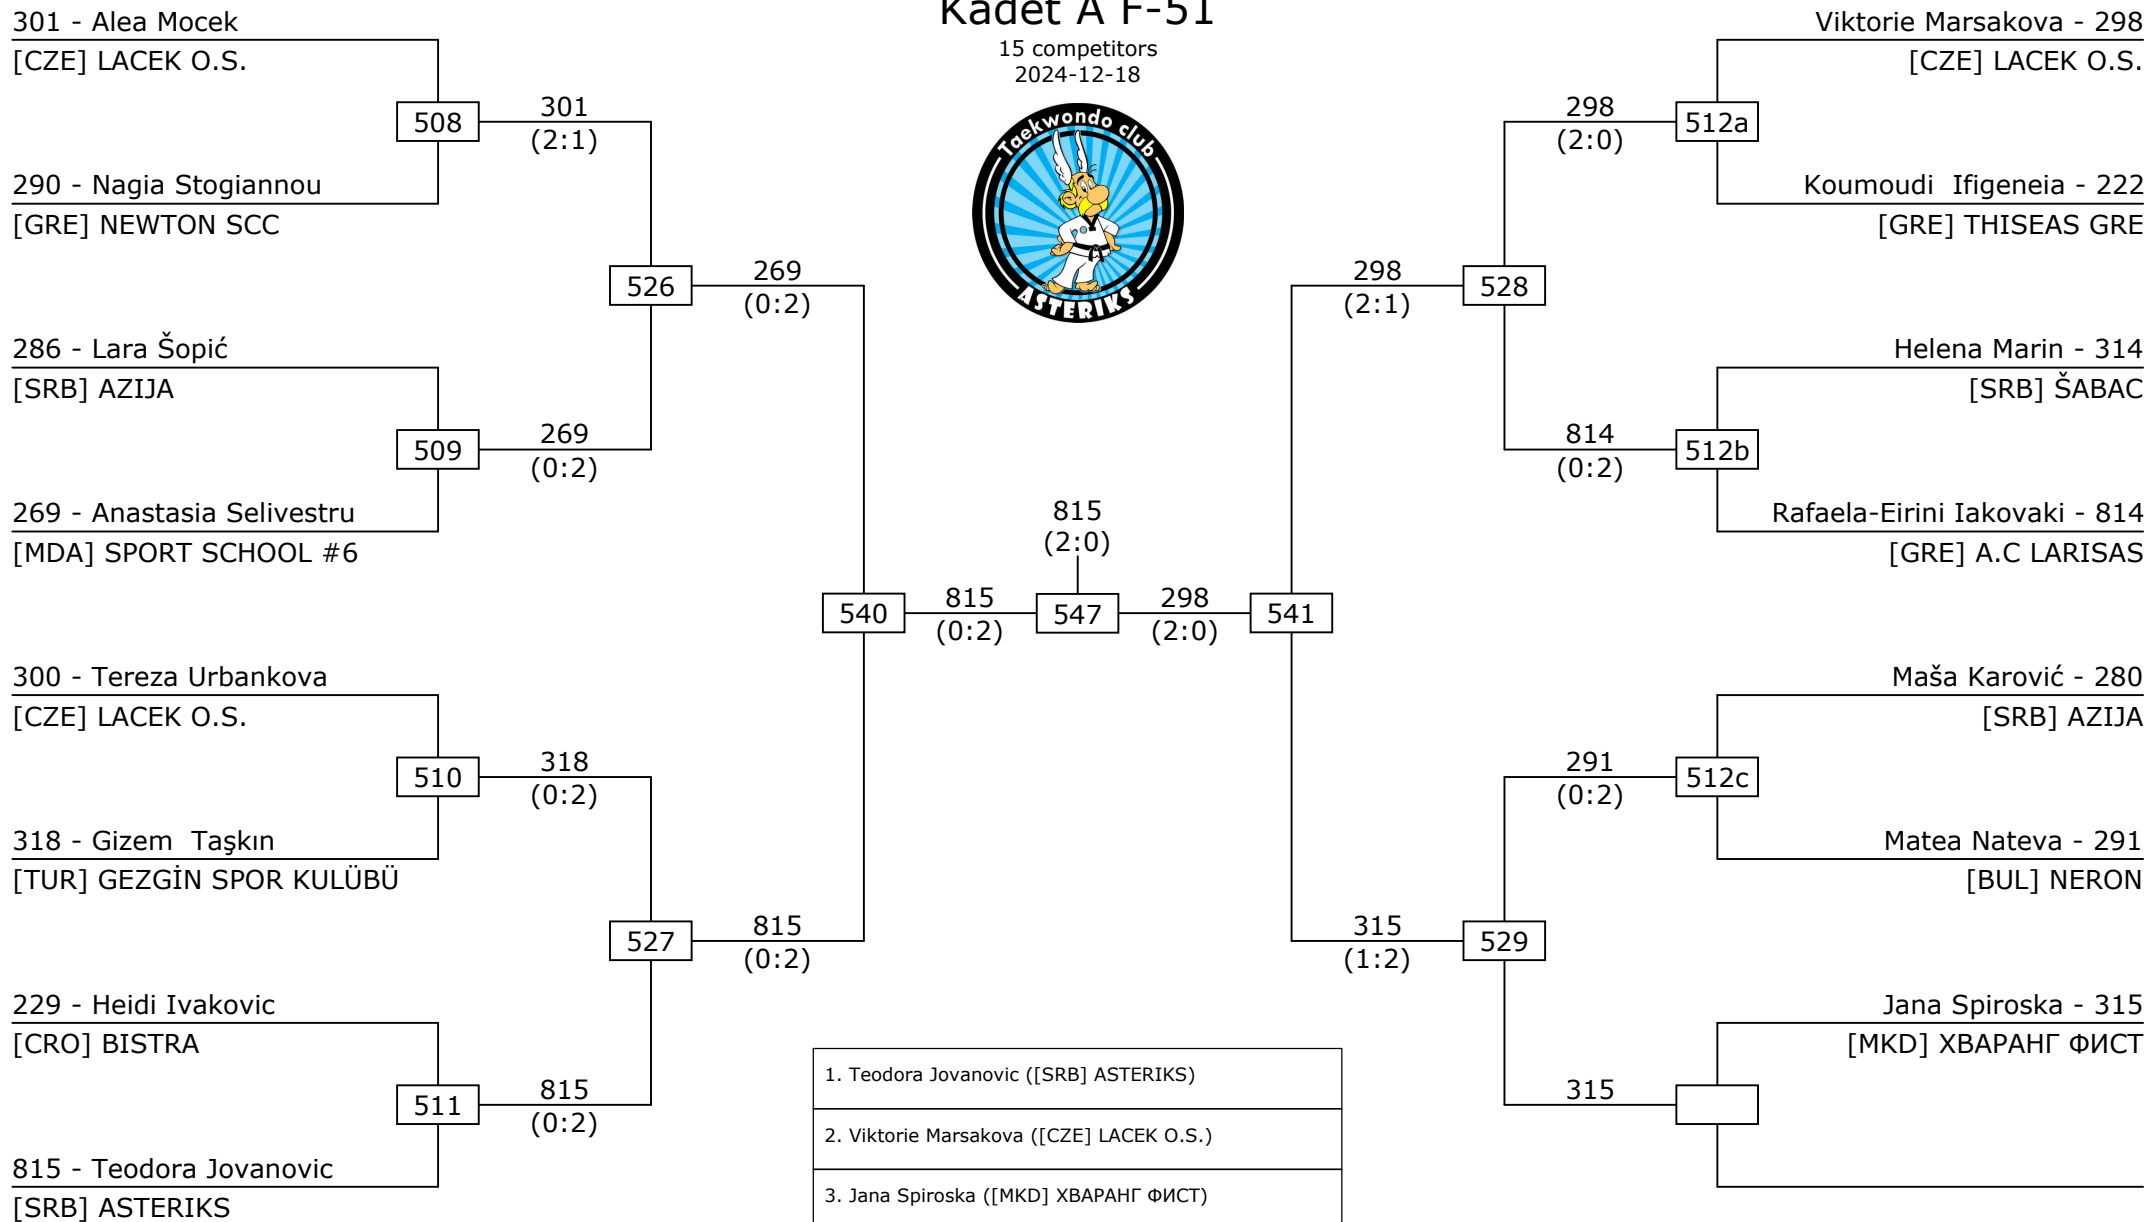 Kadet A F-51
15 competitors
2024-12-18
Taekwondo club
ASTERIKS
301 - Alea Mocek
[CZE] LACEK O.S.
508
301
(2:1)
290 - Nagia Stogiannou
[GRE] NEWTON SCC
526
269
(0:2)
286 - Lara Šopić
[SRB] AZIJA
509
269
(0:2)
269 - Anastasia Selivestru
[MDA] SPORT SCHOOL #6
540
815
(0:2)
300 - Tereza Urbankova
[CZE] LACEK O.S.
510
318
(0:2)
318 - Gizem  Taşkın
[TUR] GEZGİN SPOR KULÜBÜ
527
815
(0:2)
229 - Heidi Ivakovic
[CRO] BISTRA
511
815
(0:2)
815 - Teodora Jovanovic
[SRB] ASTERIKS
815
(2:0)
547
Viktorie Marsakova - 298
[CZE] LACEK O.S.
298
(2:0)
512a
Koumoudi  Ifigeneia - 222
[GRE] THISEAS GRE
298
(2:1)
528
Helena Marin - 314
[SRB] ŠABAC
814
(0:2)
512b
Rafaela-Eirini Iakovaki - 814
[GRE] A.C LARISAS
298
(2:0)
541
Maša Karović - 280
[SRB] AZIJA
291
(0:2)
512c
Matea Nateva - 291
[BUL] NERON
315
(1:2)
529
Jana Spiroska - 315
[MKD] ХВАРАНГ ФИСТ
315
1. Teodora Jovanovic ([SRB] ASTERIKS)
2. Viktorie Marsakova ([CZE] LACEK O.S.)
3. Jana Spiroska ([MKD] ХВАРАНГ ФИСТ)